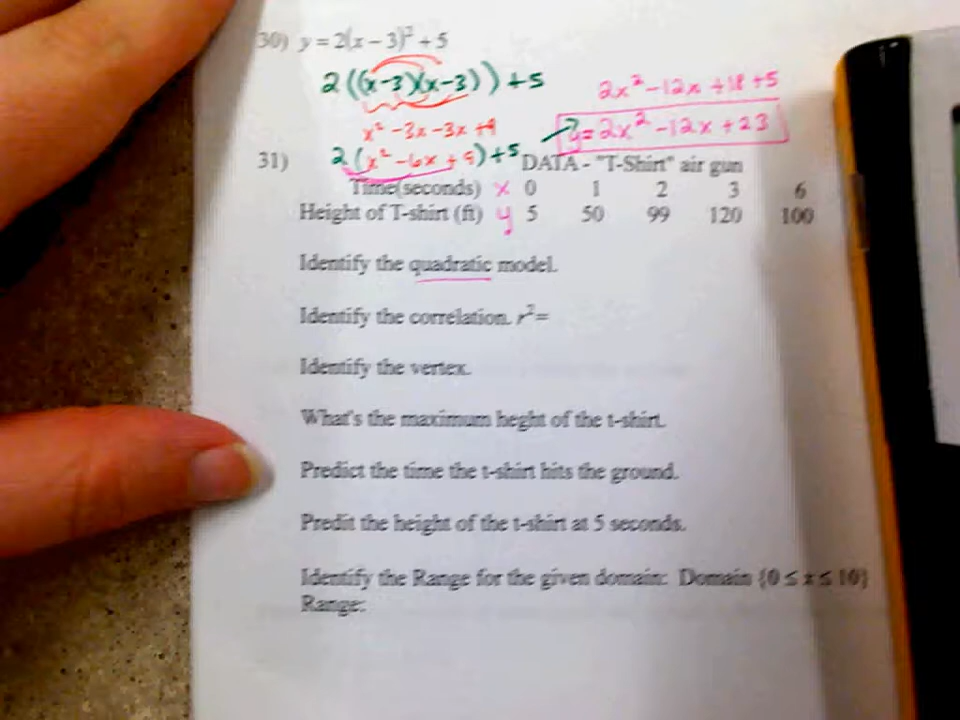 30) y = 2(x − 3)² + 5
2((x-3)(x-3)) + 5
2x² - 12x + 18 + 5
x² - 3x - 3x + 9
y = 2x² - 12x + 23
2(x² - 6x + 9) + 5
31) DATA - "T-Shirt" air gun
Time(seconds) x 0 1 2 3 6
Height of T-shirt (ft) y 5 50 99 120 100
Identify the quadratic model.
Identify the correlation. r² =
Identify the vertex.
What's the maximum heght of the t-shirt.
Predict the time the t-shirt hits the ground.
Predit the height of the t-shirt at 5 seconds.
Identify the Range for the given domain: Domain {0 ≤ x ≤ 10}
Range: